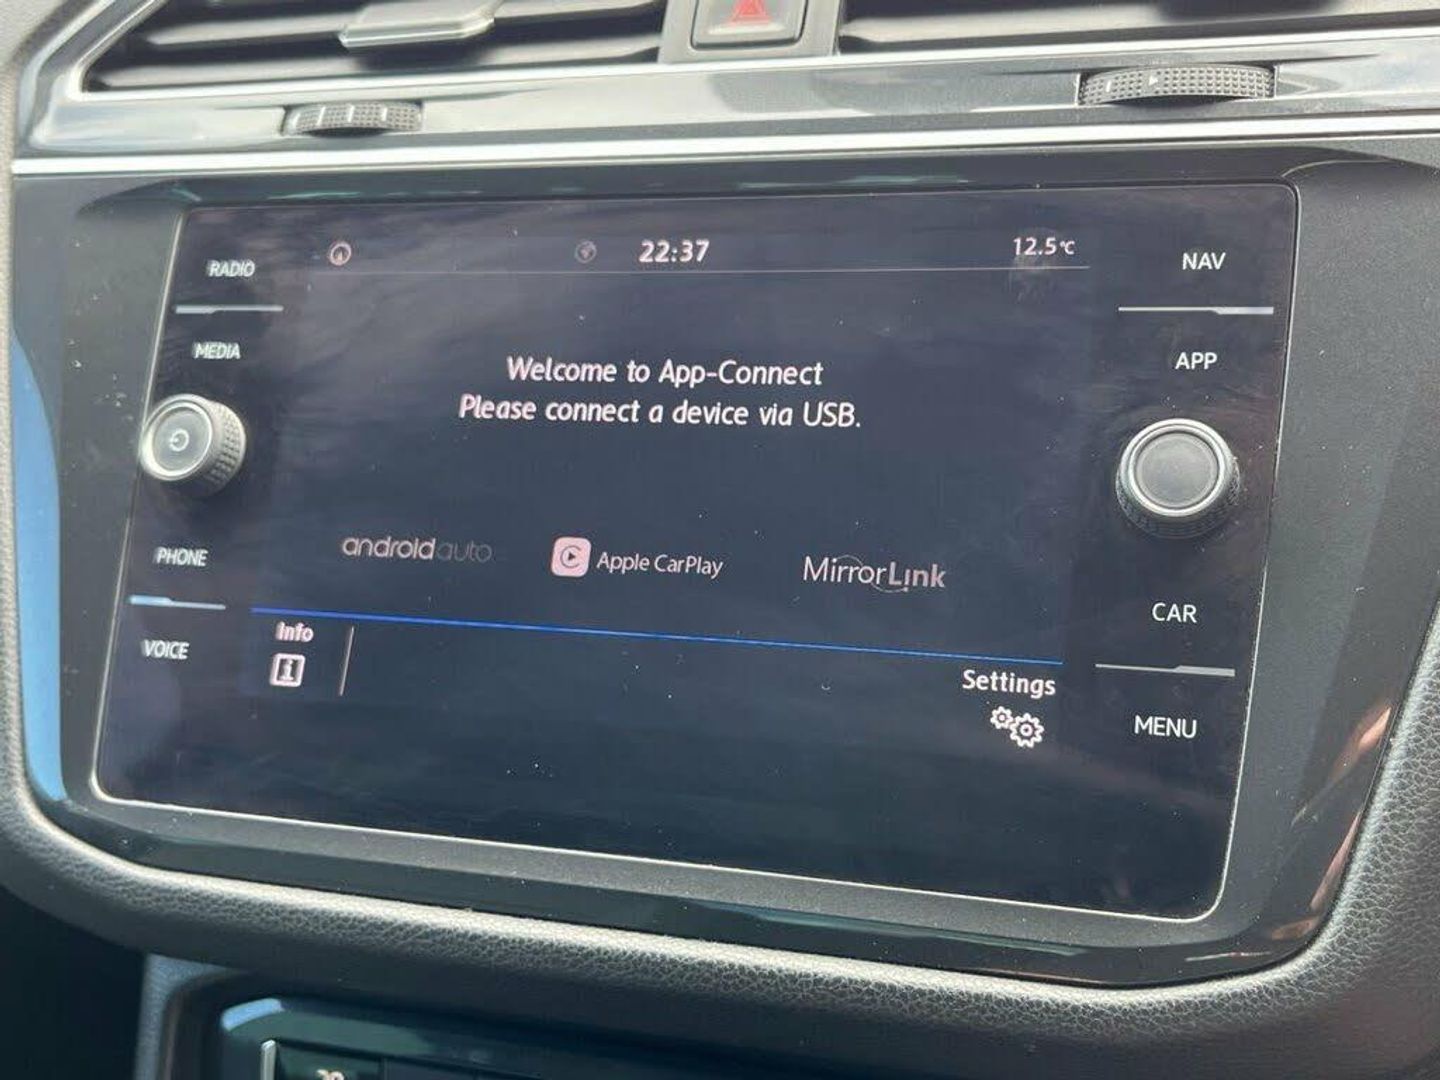 22:37
12.5°C
RADIO
NAV
MEDIA
APP
Welcome to App-Connect
Please connect a device via USB.
androidauto
Apple CarPlay
MirrorLink
PHONE
CAR
VOICE
Info
Settings
MENU